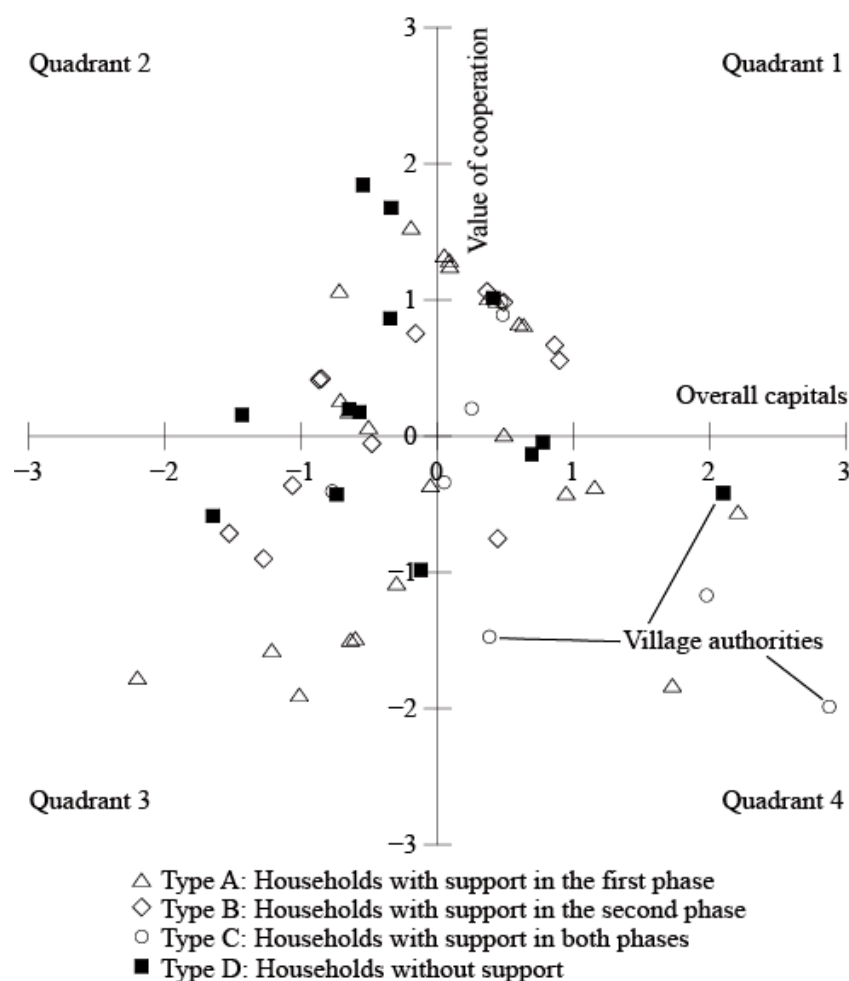 3
Quadrant 2
Quadrant 1
Value of cooperation
2
1
Overall capitals
0
−3
−2
−1
0
1
2
3
−1
Village authorities
−2
Quadrant 3
Quadrant 4
−3
Type A: Households with support in the first phase
Type B: Households with support in the second phase
Type C: Households with support in both phases
Type D: Households without support